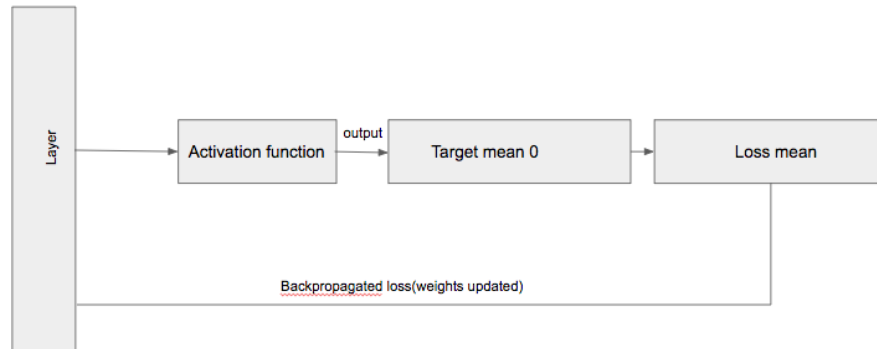 Layer
Activation function
output
Target mean 0
Loss mean
Backpropagated loss(weights updated)